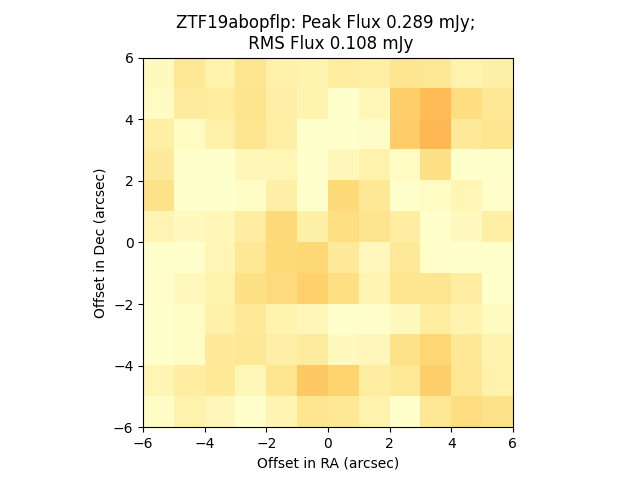 ZTF19abopflp: Peak Flux 0.289 mJy;
RMS Flux 0.108 mJy
6
4
2
0
−2
−4
−6
Offset in Dec (arcsec)
−6 −4 −2 0 2 4 6
Offset in RA (arcsec)